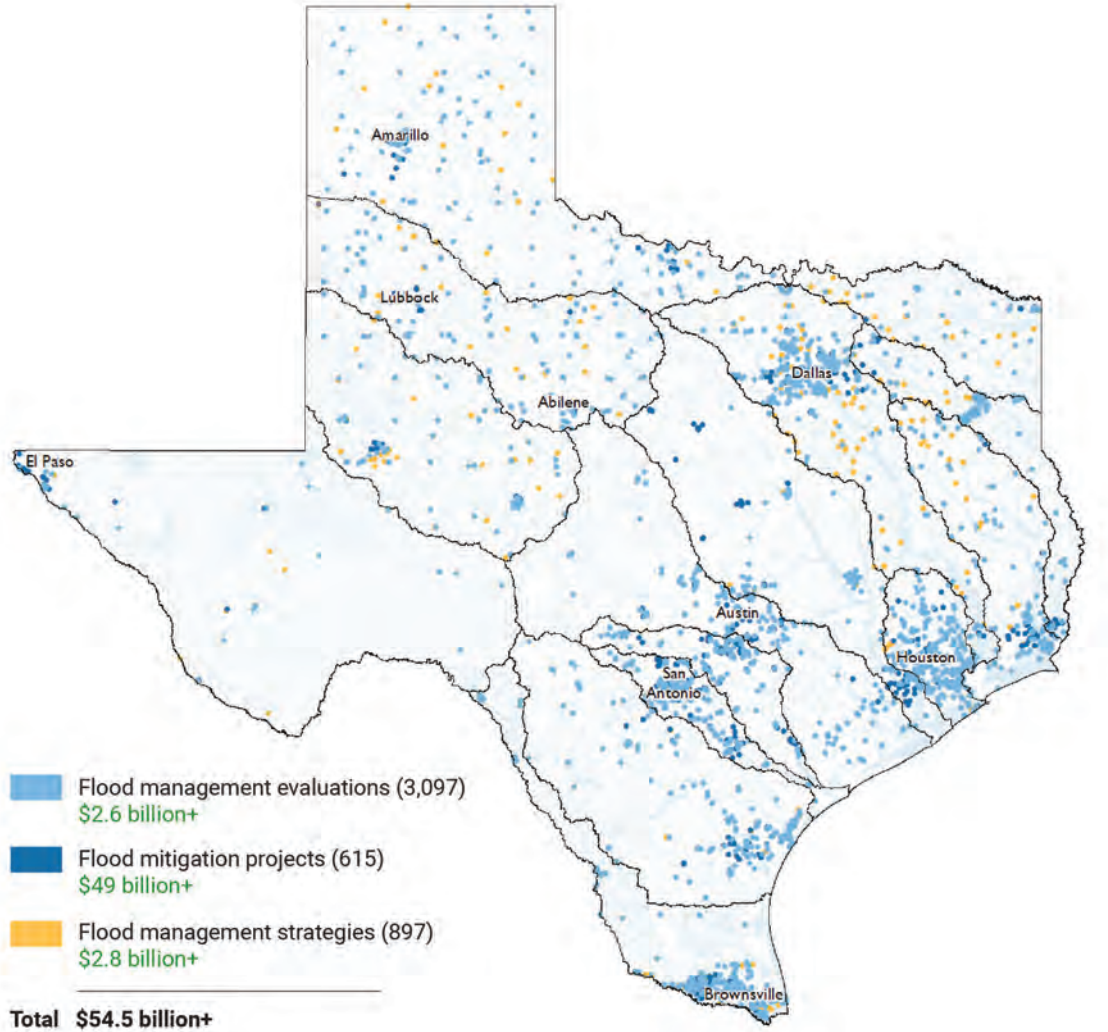 Amarillo
Lubbock
Dallas
Abilene
El Paso
Austin
Houston
San
Antonio
Flood management evaluations (3,097)
$2.6 billion+
Flood mitigation projects (615)
$49 billion+
Flood management strategies (897)
$2.8 billion+
Brownsville
Total $54.5 billion+